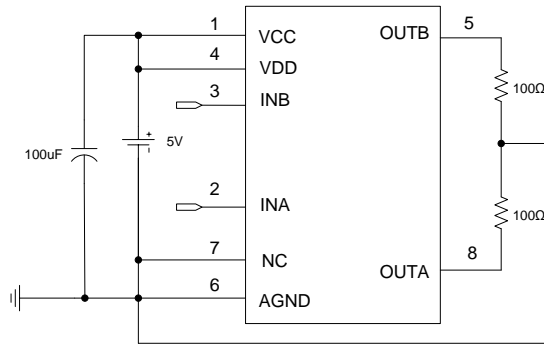 1
VCC
OUTB
5
4
VDD
3
INB
100Ω
100uF
+
5V
-
2
INA
100Ω
7
NC
OUTA
8
6
AGND